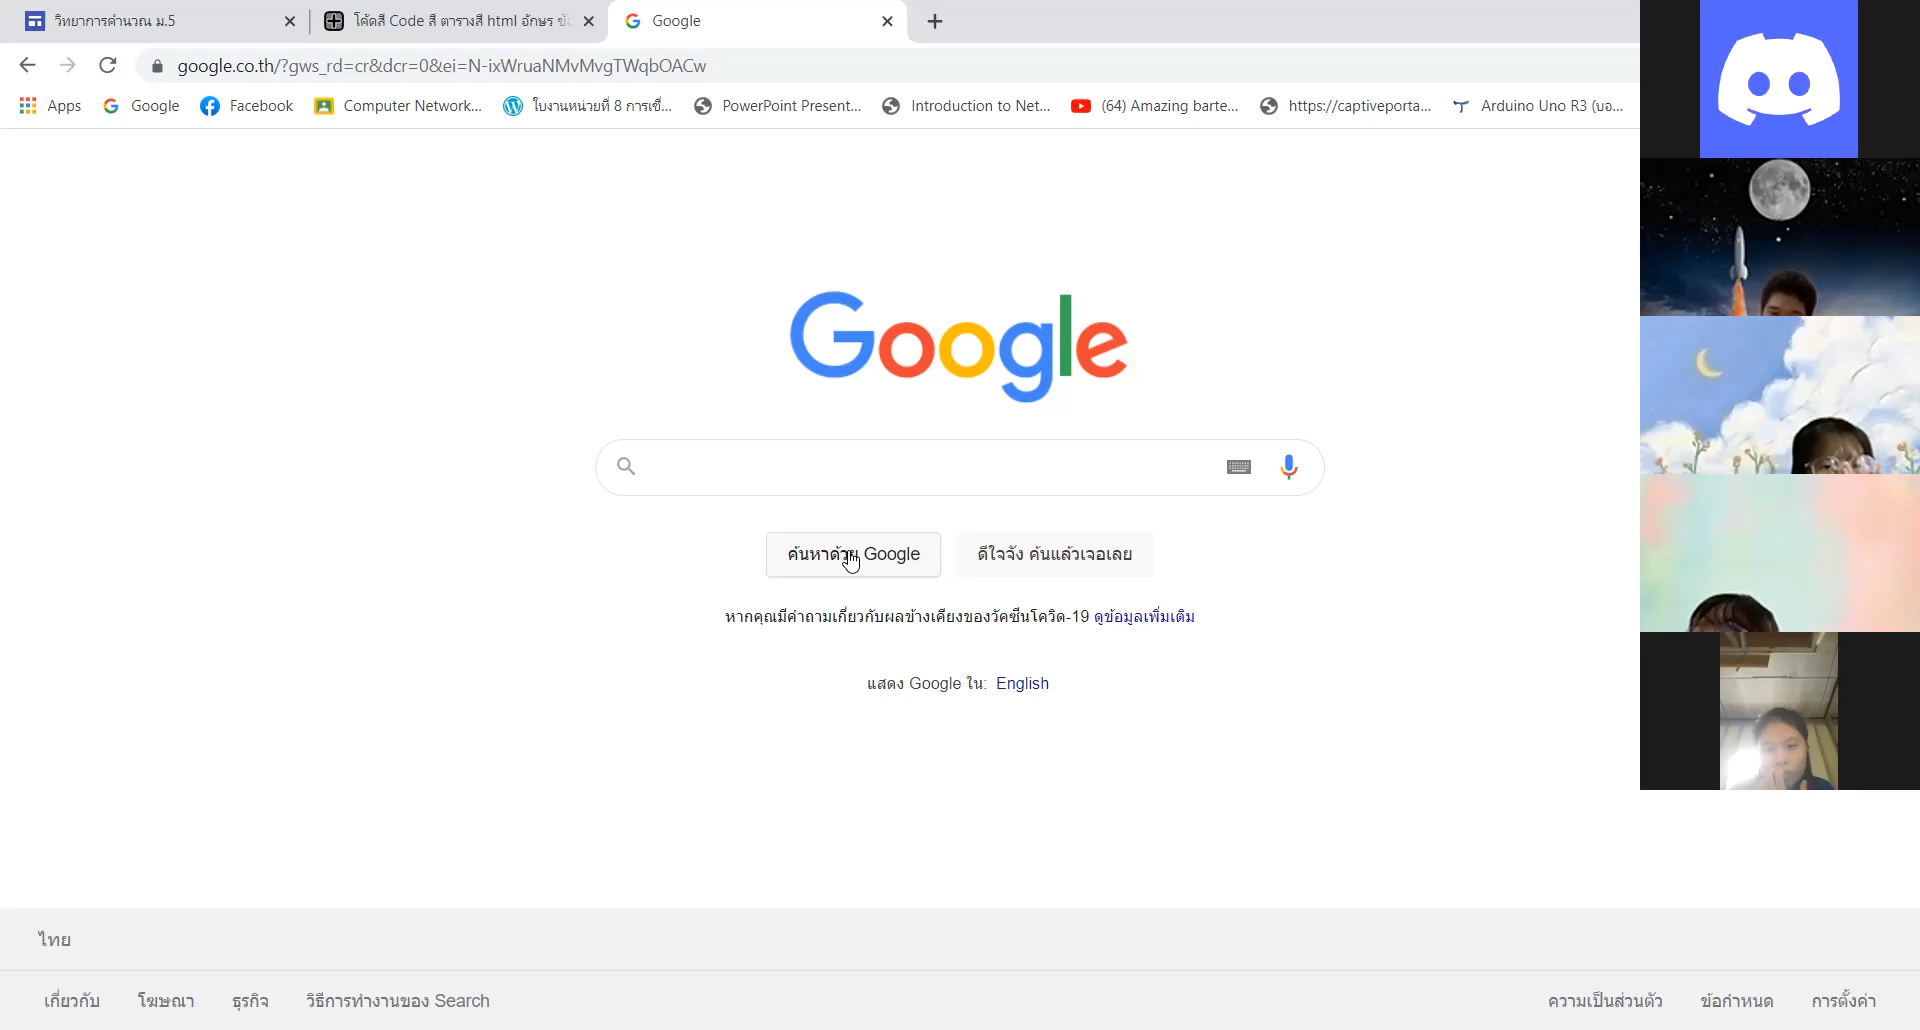 วิทยาการคำนวณ ม.5
โค้ดสี Code สี ตารางสี html อักษร
Google
google.co.th/?gws_rd=cr&dcr=0&ei=N-ixWruaNMvMvgTWqbOACw
Apps Google Facebook Computer Network... ใบงานหน่วยที่ 8 การเชื่... PowerPoint Present... Introduction to Net... (64) Amazing barte... https://captiveporta... Arduino Uno R3 (บอ...
Google
ค้นหาด้วย Google ดีใจจัง ค้นแล้วเจอเลย
หากคุณมีคำถามเกี่ยวกับผลข้างเคียงของวัคซีนโควิด-19 ดูข้อมูลเพิ่มเติม
แสดง Google ใน: English
ไทย
เกี่ยวกับ โฆษณา ธุรกิจ วิธีการทำงานของ Search ความเป็นส่วนตัว ข้อกำหนด การตั้งค่า